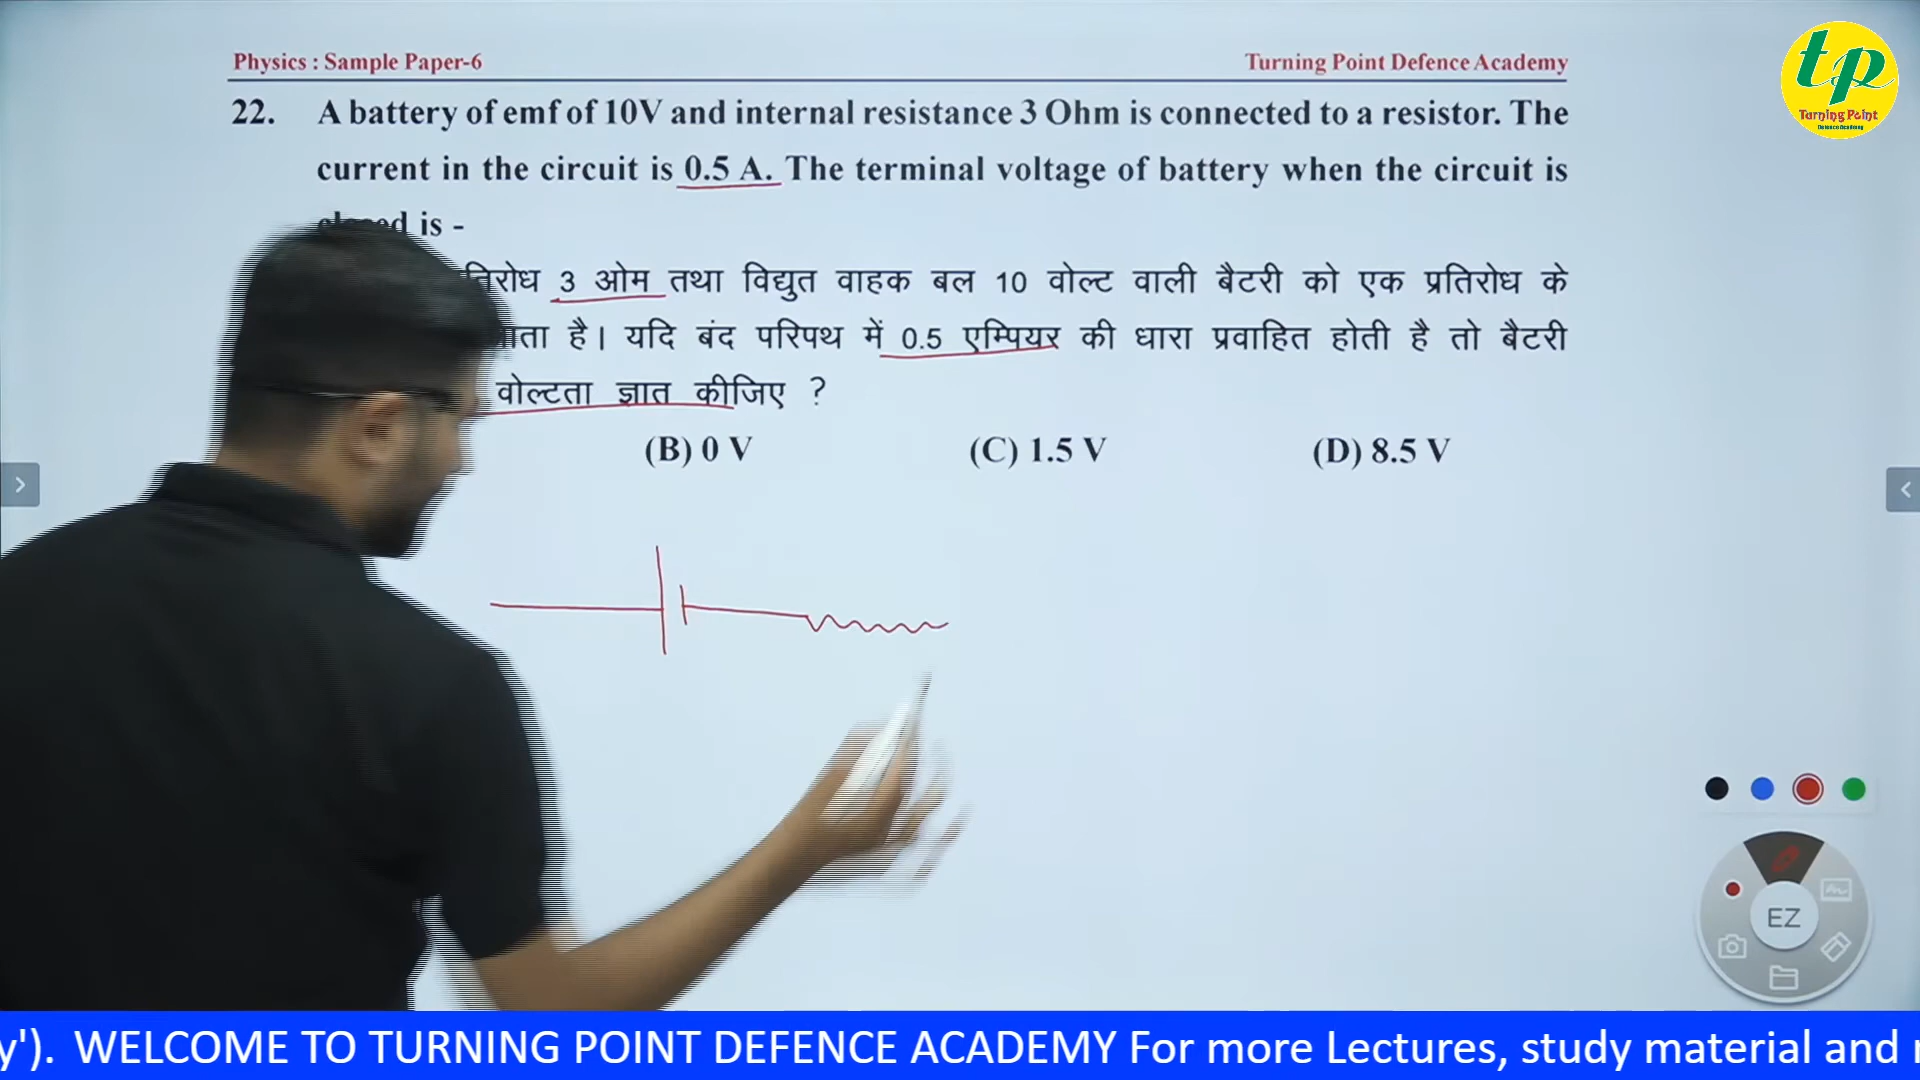 Physics : Sample Paper-6
Turning Point Defence Academy
tp
Turning Point
Defence Academy
22. A battery of emf of 10V and internal resistance 3 Ohm is connected to a resistor. The
current in the circuit is 0.5 A. The terminal voltage of battery when the circuit is
is -
3 ओम तथा विद्युत वाहक बल 10 वोल्ट वाली बैटरी को एक प्रतिरोध के
है। यदि बंद परिपथ में 0.5 एम्पियर की धारा प्रवाहित होती है तो बैटरी
वोल्टता ज्ञात कीजिए ?
(B) 0 V
(C) 1.5 V
(D) 8.5 V
EZ
y'). WELCOME TO TURNING POINT DEFENCE ACADEMY For more Lectures, study material and